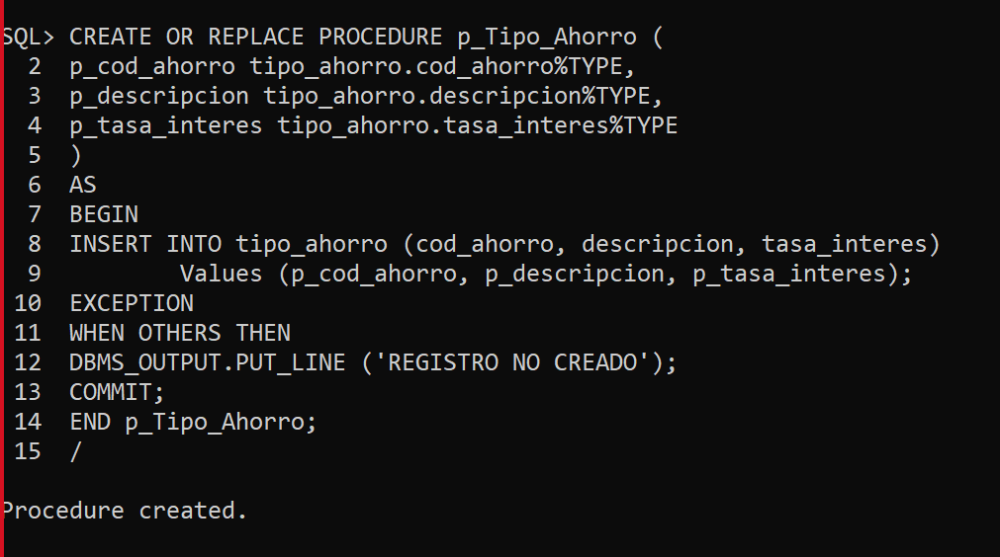 SQL> CREATE OR REPLACE PROCEDURE p_Tipo_Ahorro (
2 p_cod_ahorro tipo_ahorro.cod_ahorro%TYPE,
3 p_descripcion tipo_ahorro.descripcion%TYPE,
4 p_tasa_interes tipo_ahorro.tasa_interes%TYPE
5 )
6 AS
7 BEGIN
8 INSERT INTO tipo_ahorro (cod_ahorro, descripcion, tasa_interes)
9 Values (p_cod_ahorro, p_descripcion, p_tasa_interes);
10 EXCEPTION
11 WHEN OTHERS THEN
12 DBMS_OUTPUT.PUT_LINE ('REGISTRO NO CREADO');
13 COMMIT;
14 END p_Tipo_Ahorro;
15 /
Procedure created.